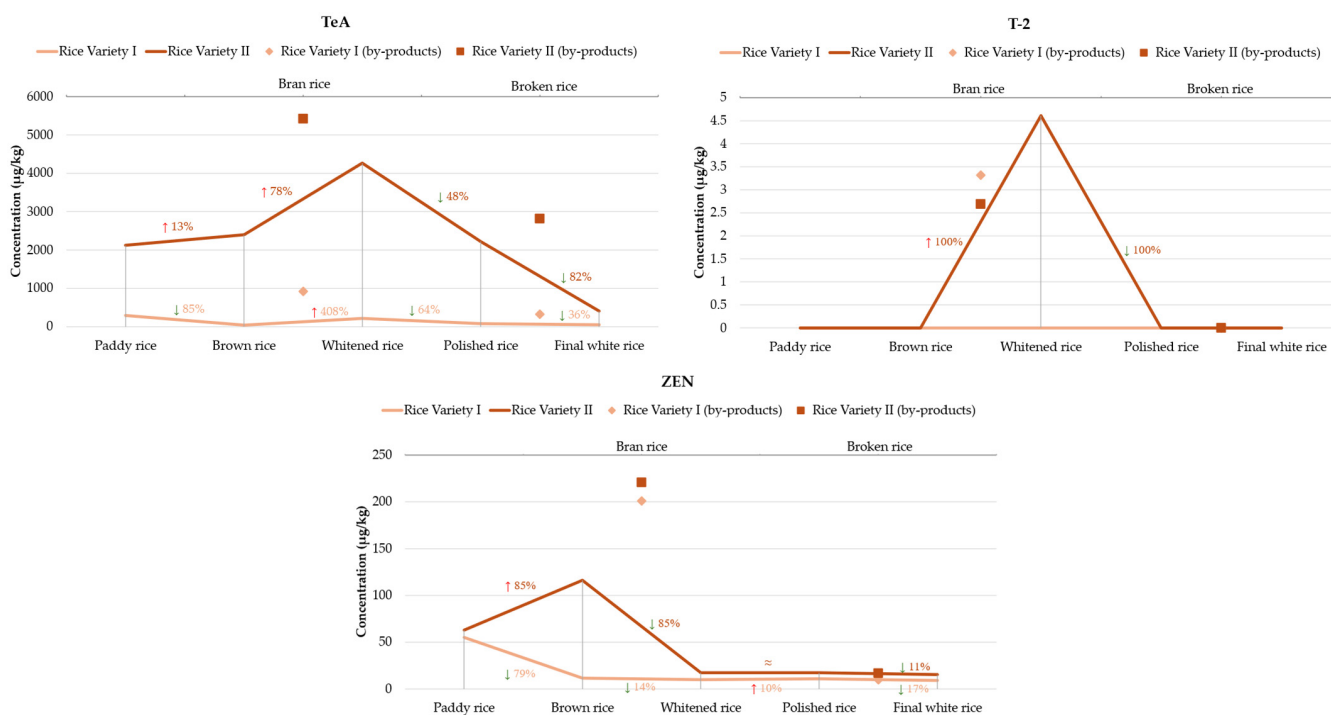 TeA
Rice Variety I Rice Variety II Rice Variety I (by-products) Rice Variety II (by-products)
Bran rice Broken rice
Concentration (µg/kg)
6000
5000
4000
3000
2000
1000
0
↑ 13%
↑ 78%
↓ 48%
↓ 82%
↓ 85%
↑ 408%
↓ 64%
↓ 36%
Paddy rice Brown rice Whitened rice Polished rice Final white rice
T-2
Rice Variety I Rice Variety II Rice Variety I (by-products) Rice Variety II (by-products)
Bran rice Broken rice
Concentration (µg/kg)
5
4.5
4
3.5
3
2.5
2
1.5
1
0.5
0
↑ 100%
↓ 100%
Paddy rice Brown rice Whitened rice Polished rice Final white rice
ZEN
Rice Variety I Rice Variety II Rice Variety I (by-products) Rice Variety II (by-products)
Bran rice Broken rice
Concentration (µg/kg)
250
200
150
100
50
0
↑ 85%
↓ 85%
≈
↓ 11%
↓ 79%
↓ 14%
↑ 10%
↓ 17%
Paddy rice Brown rice Whitened rice Polished rice Final white rice